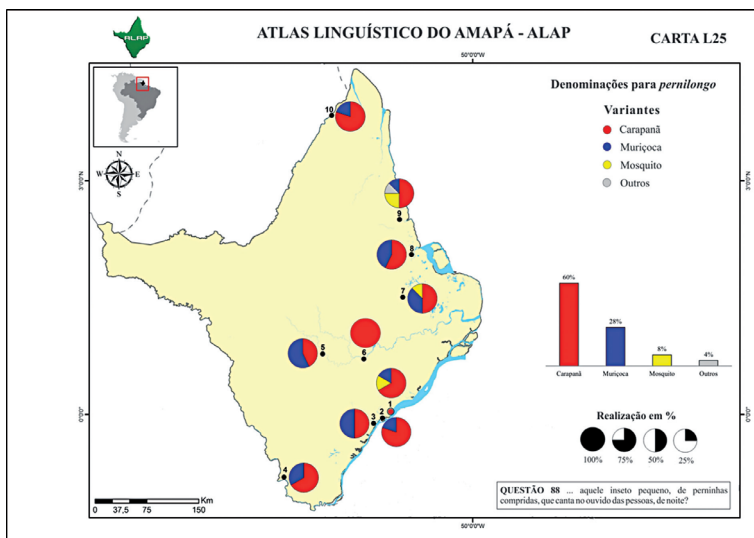 ALAP
ATLAS LINGUÍSTICO DO AMAPÁ - ALAP
CARTA L25
50°0'0"W
Denominações para pernilongo
Variantes
Carapanã
Muriçoca
Mosquito
Outros
N
W E
S
3°0'0"N
3°0'0"N
10
9
8
7
6
5
1
2
3
4
60%
28%
8%
4%
Carapanã Muriçoca Mosquito Outros
0°0'0"
0°0'0"
Realização em %
100% 75% 50% 25%
Km
0 37,5 75 150
QUESTÃO 88 ... aquele inseto pequeno, de perninhas
compridas, que canta no ouvido das pessoas, de noite?
50°0'0"W